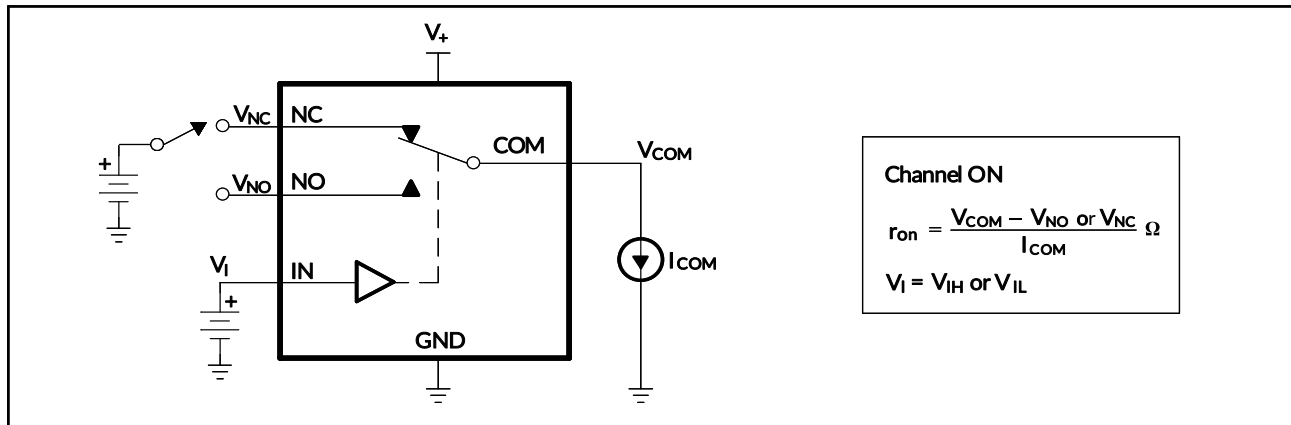 V+
VNC NC
COM
VCOM
+
VNO NO
VI IN
+
ICOM
GND
Channel ON
ron = VCOM – VNO or VNC / ICOM Ω
VI = VIH or VIL